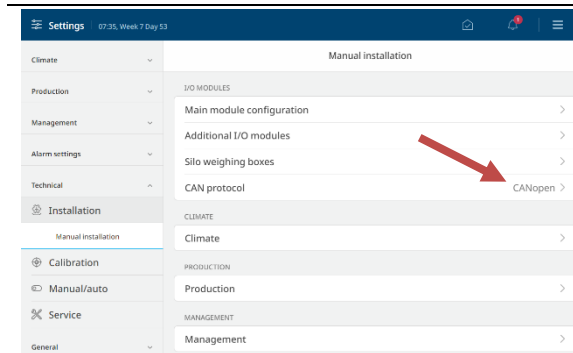 Settings 07:35, Week 7 Day 53
Climate
Production
Management
Alarm settings
Technical
Installation
Manual installation
Calibration
Manual/auto
Service
General
Manual installation
I/O MODULES
Main module configuration
Additional I/O modules
Silo weighing boxes
CAN protocol CANopen
CLIMATE
Climate
PRODUCTION
Production
MANAGEMENT
Management